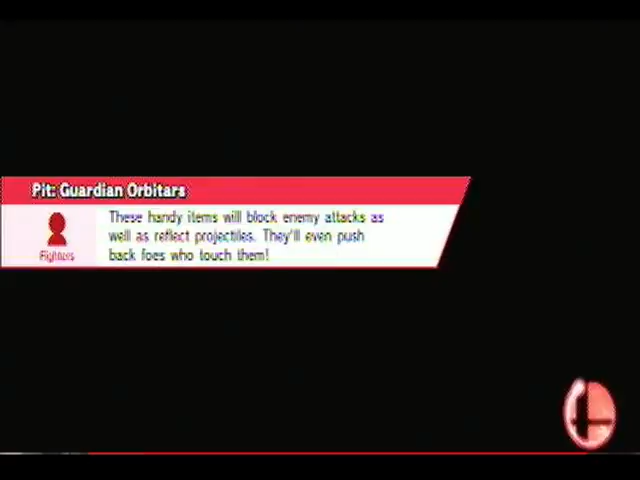 Pit: Guardian Orbitars
These handy items will block enemy attacks as
well as reflect projectiles. They'll even push
back foes who touch them!
Fighters